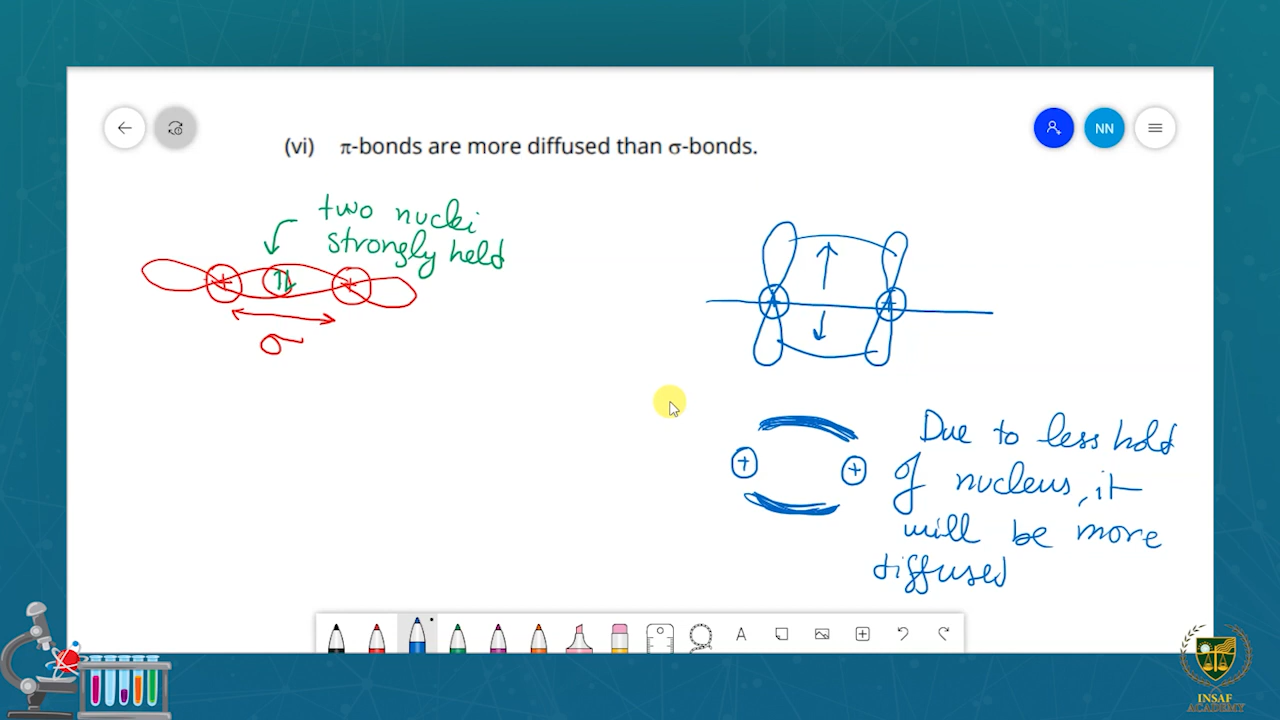 (vi) π-bonds are more diffused than σ-bonds.
NN
two nuclei
strongly held
+ ⇅ +
σ
+ +
+ +
Due to less hold
of nucleus, it
will be more
diffused
A
INSAF
ACADEMY